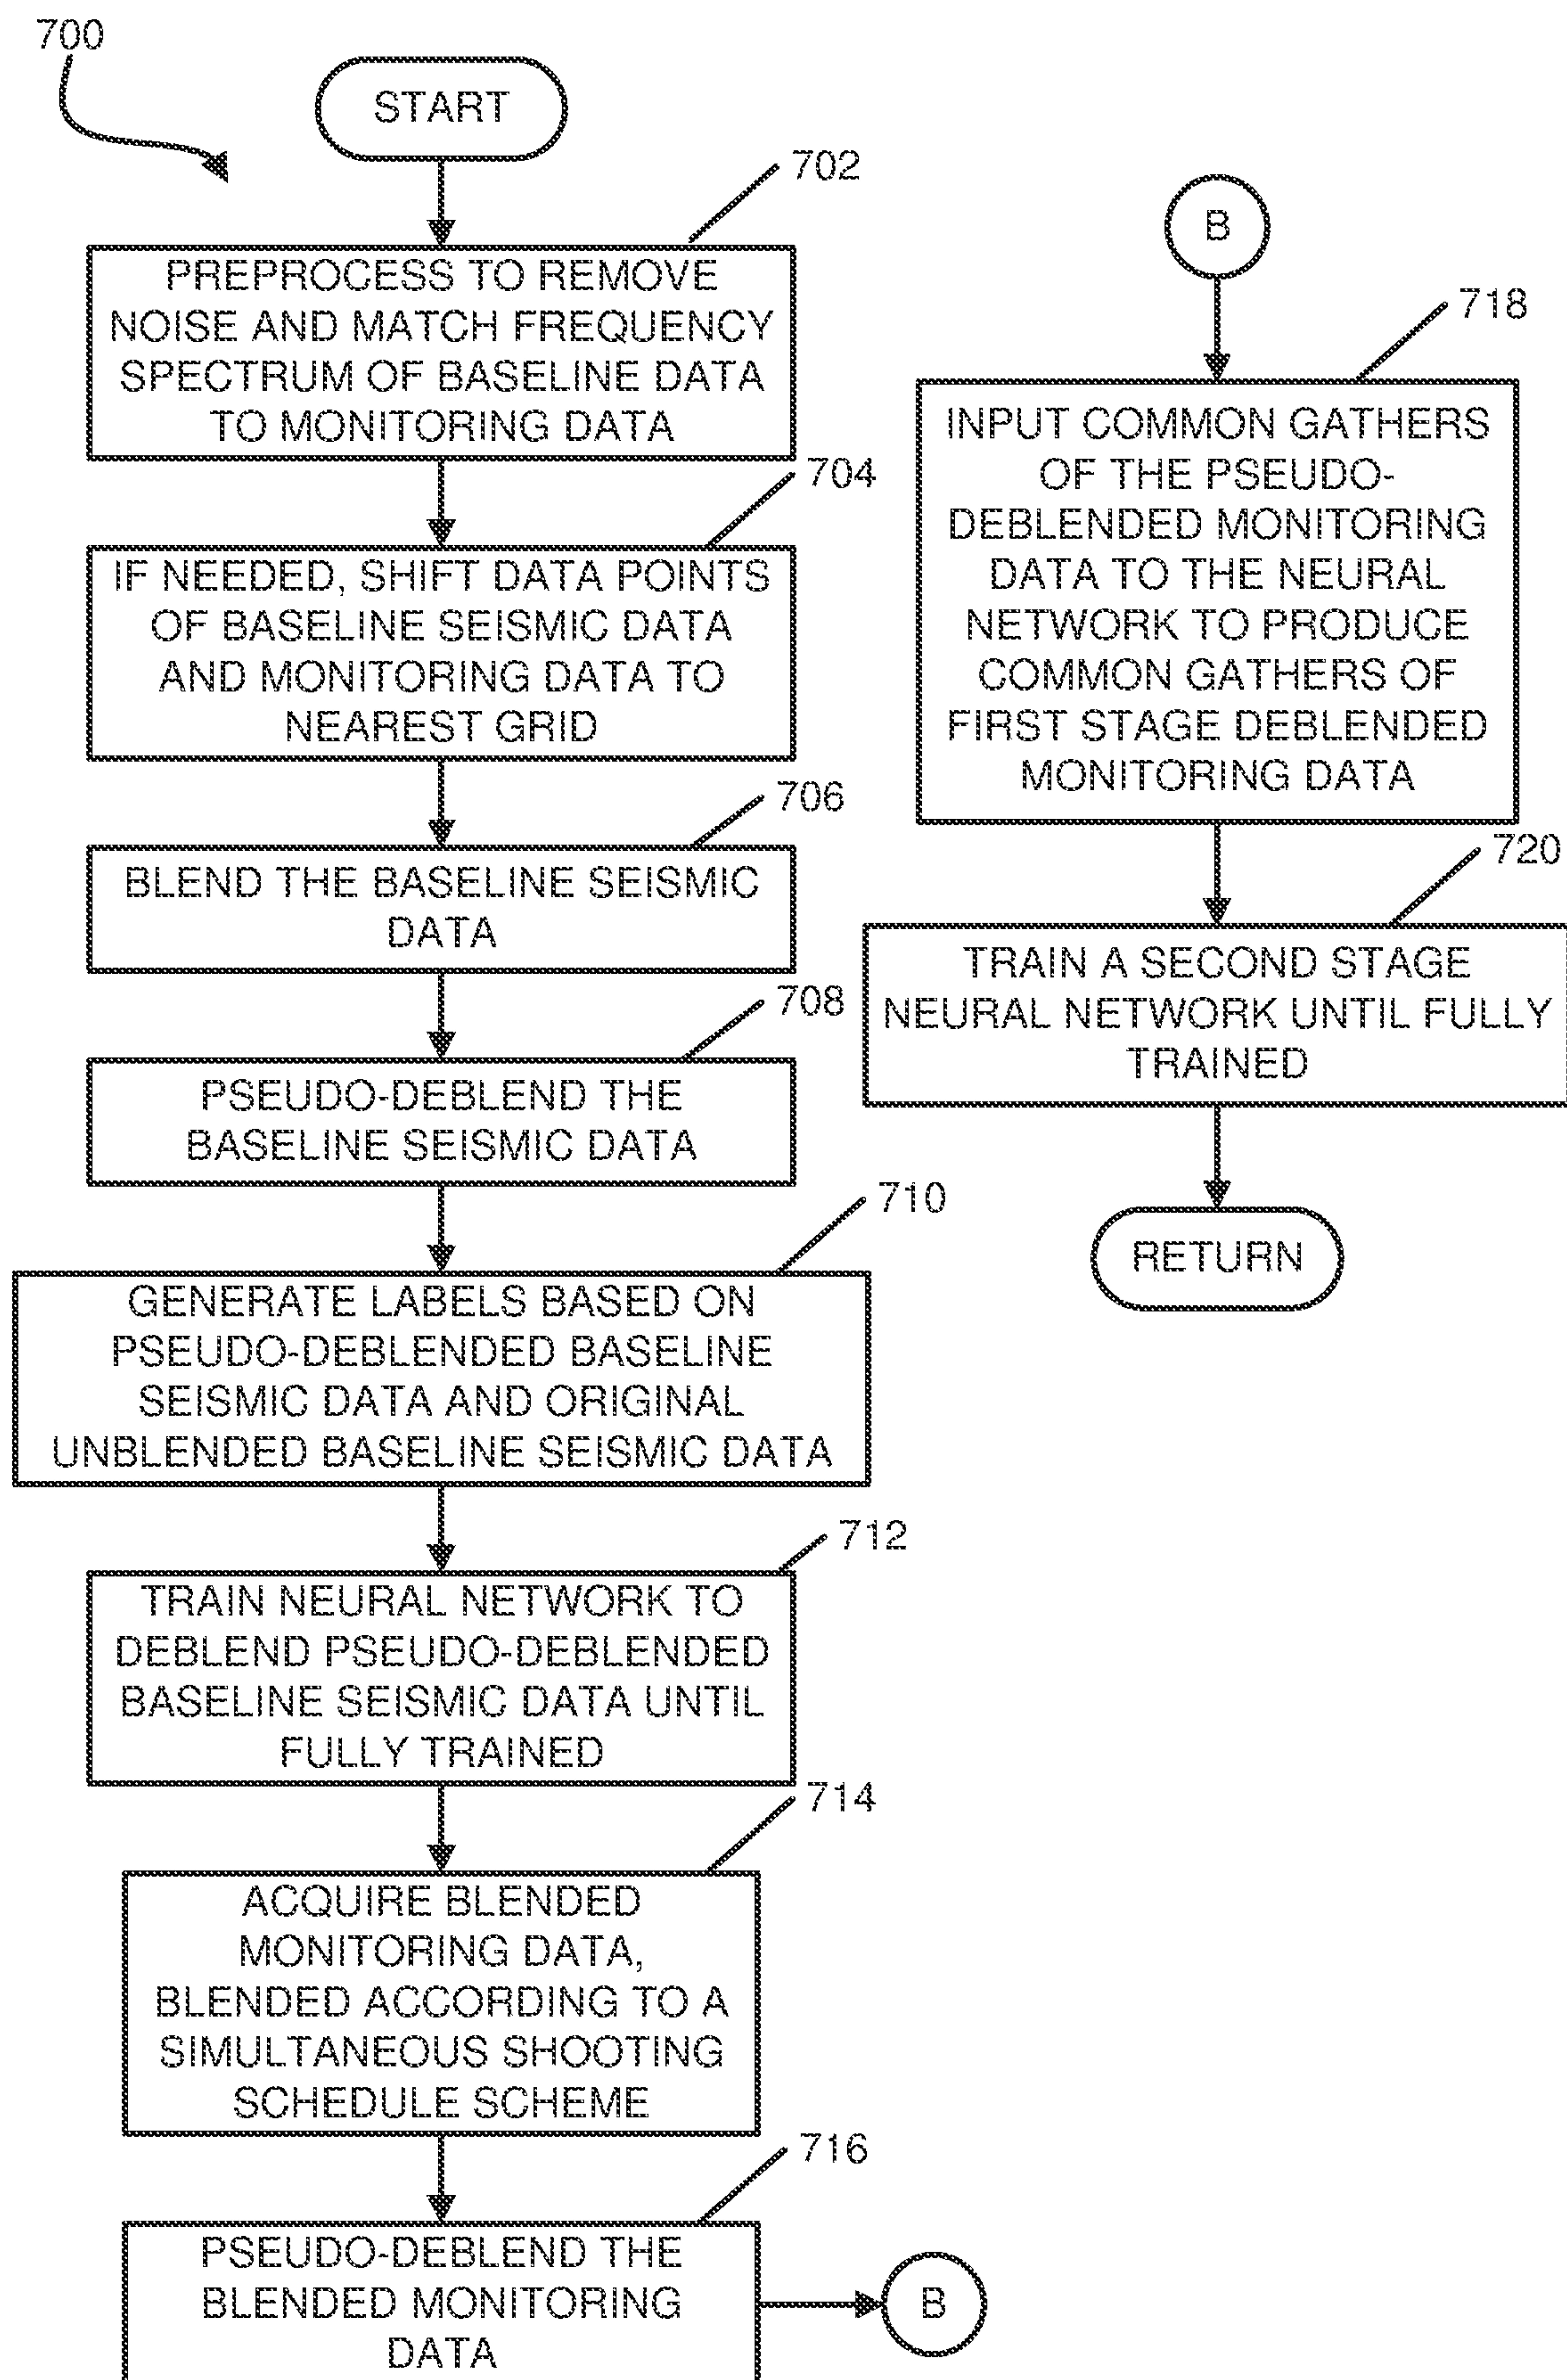 700
START
702
PREPROCESS TO REMOVE
NOISE AND MATCH FREQUENCY
SPECTRUM OF BASELINE DATA
TO MONITORING DATA
704
IF NEEDED, SHIFT DATA POINTS
OF BASELINE SEISMIC DATA
AND MONITORING DATA TO
NEAREST GRID
706
BLEND THE BASELINE SEISMIC
DATA
708
PSEUDO-DEBLEND THE
BASELINE SEISMIC DATA
710
GENERATE LABELS BASED ON
PSEUDO-DEBLENDED BASELINE
SEISMIC DATA AND ORIGINAL
UNBLENDED BASELINE SEISMIC DATA
712
TRAIN NEURAL NETWORK TO
DEBLEND PSEUDO-DEBLENDED
BASELINE SEISMIC DATA UNTIL
FULLY TRAINED
714
ACQUIRE BLENDED
MONITORING DATA,
BLENDED ACCORDING TO A
SIMULTANEOUS SHOOTING
SCHEDULE SCHEME
716
PSEUDO-DEBLEND THE
BLENDED MONITORING
DATA
B
B
718
INPUT COMMON GATHERS
OF THE PSEUDO-
DEBLENDED MONITORING
DATA TO THE NEURAL
NETWORK TO PRODUCE
COMMON GATHERS OF
FIRST STAGE DEBLENDED
MONITORING DATA
720
TRAIN A SECOND STAGE
NEURAL NETWORK UNTIL FULLY
TRAINED
RETURN